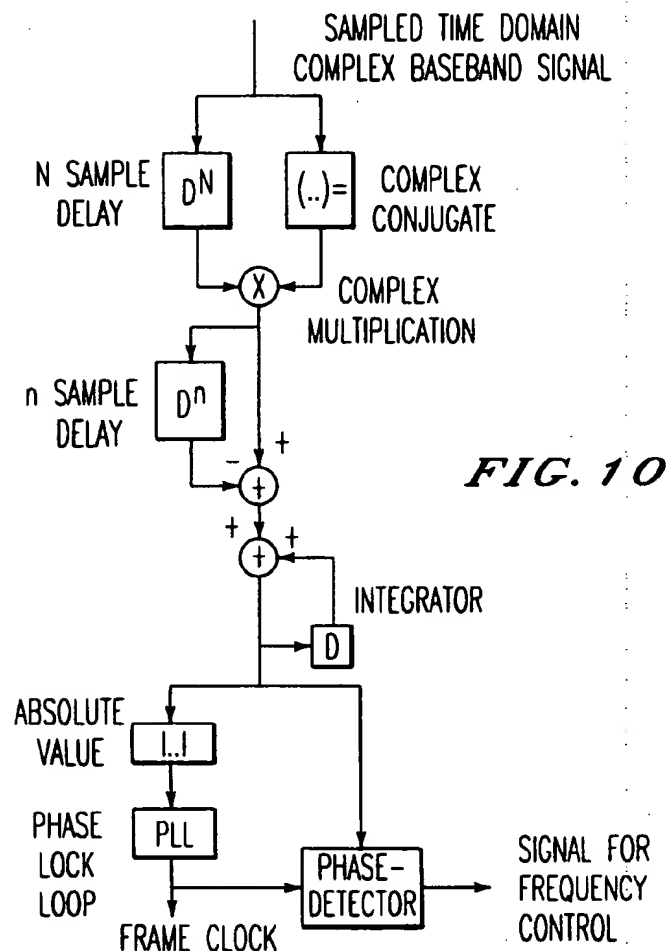 SAMPLED TIME DOMAIN
COMPLEX BASEBAND SIGNAL
N SAMPLE
DELAY
D^N
(..)=
COMPLEX
CONJUGATE
X
COMPLEX
MULTIPLICATION
n SAMPLE
DELAY
D^n
- +
+
FIG. 10
+ +
+
INTEGRATOR
D
ABSOLUTE
VALUE
|..|
PHASE
LOCK
LOOP
PLL
PHASE-
DETECTOR
SIGNAL FOR
FREQUENCY
CONTROL
FRAME CLOCK